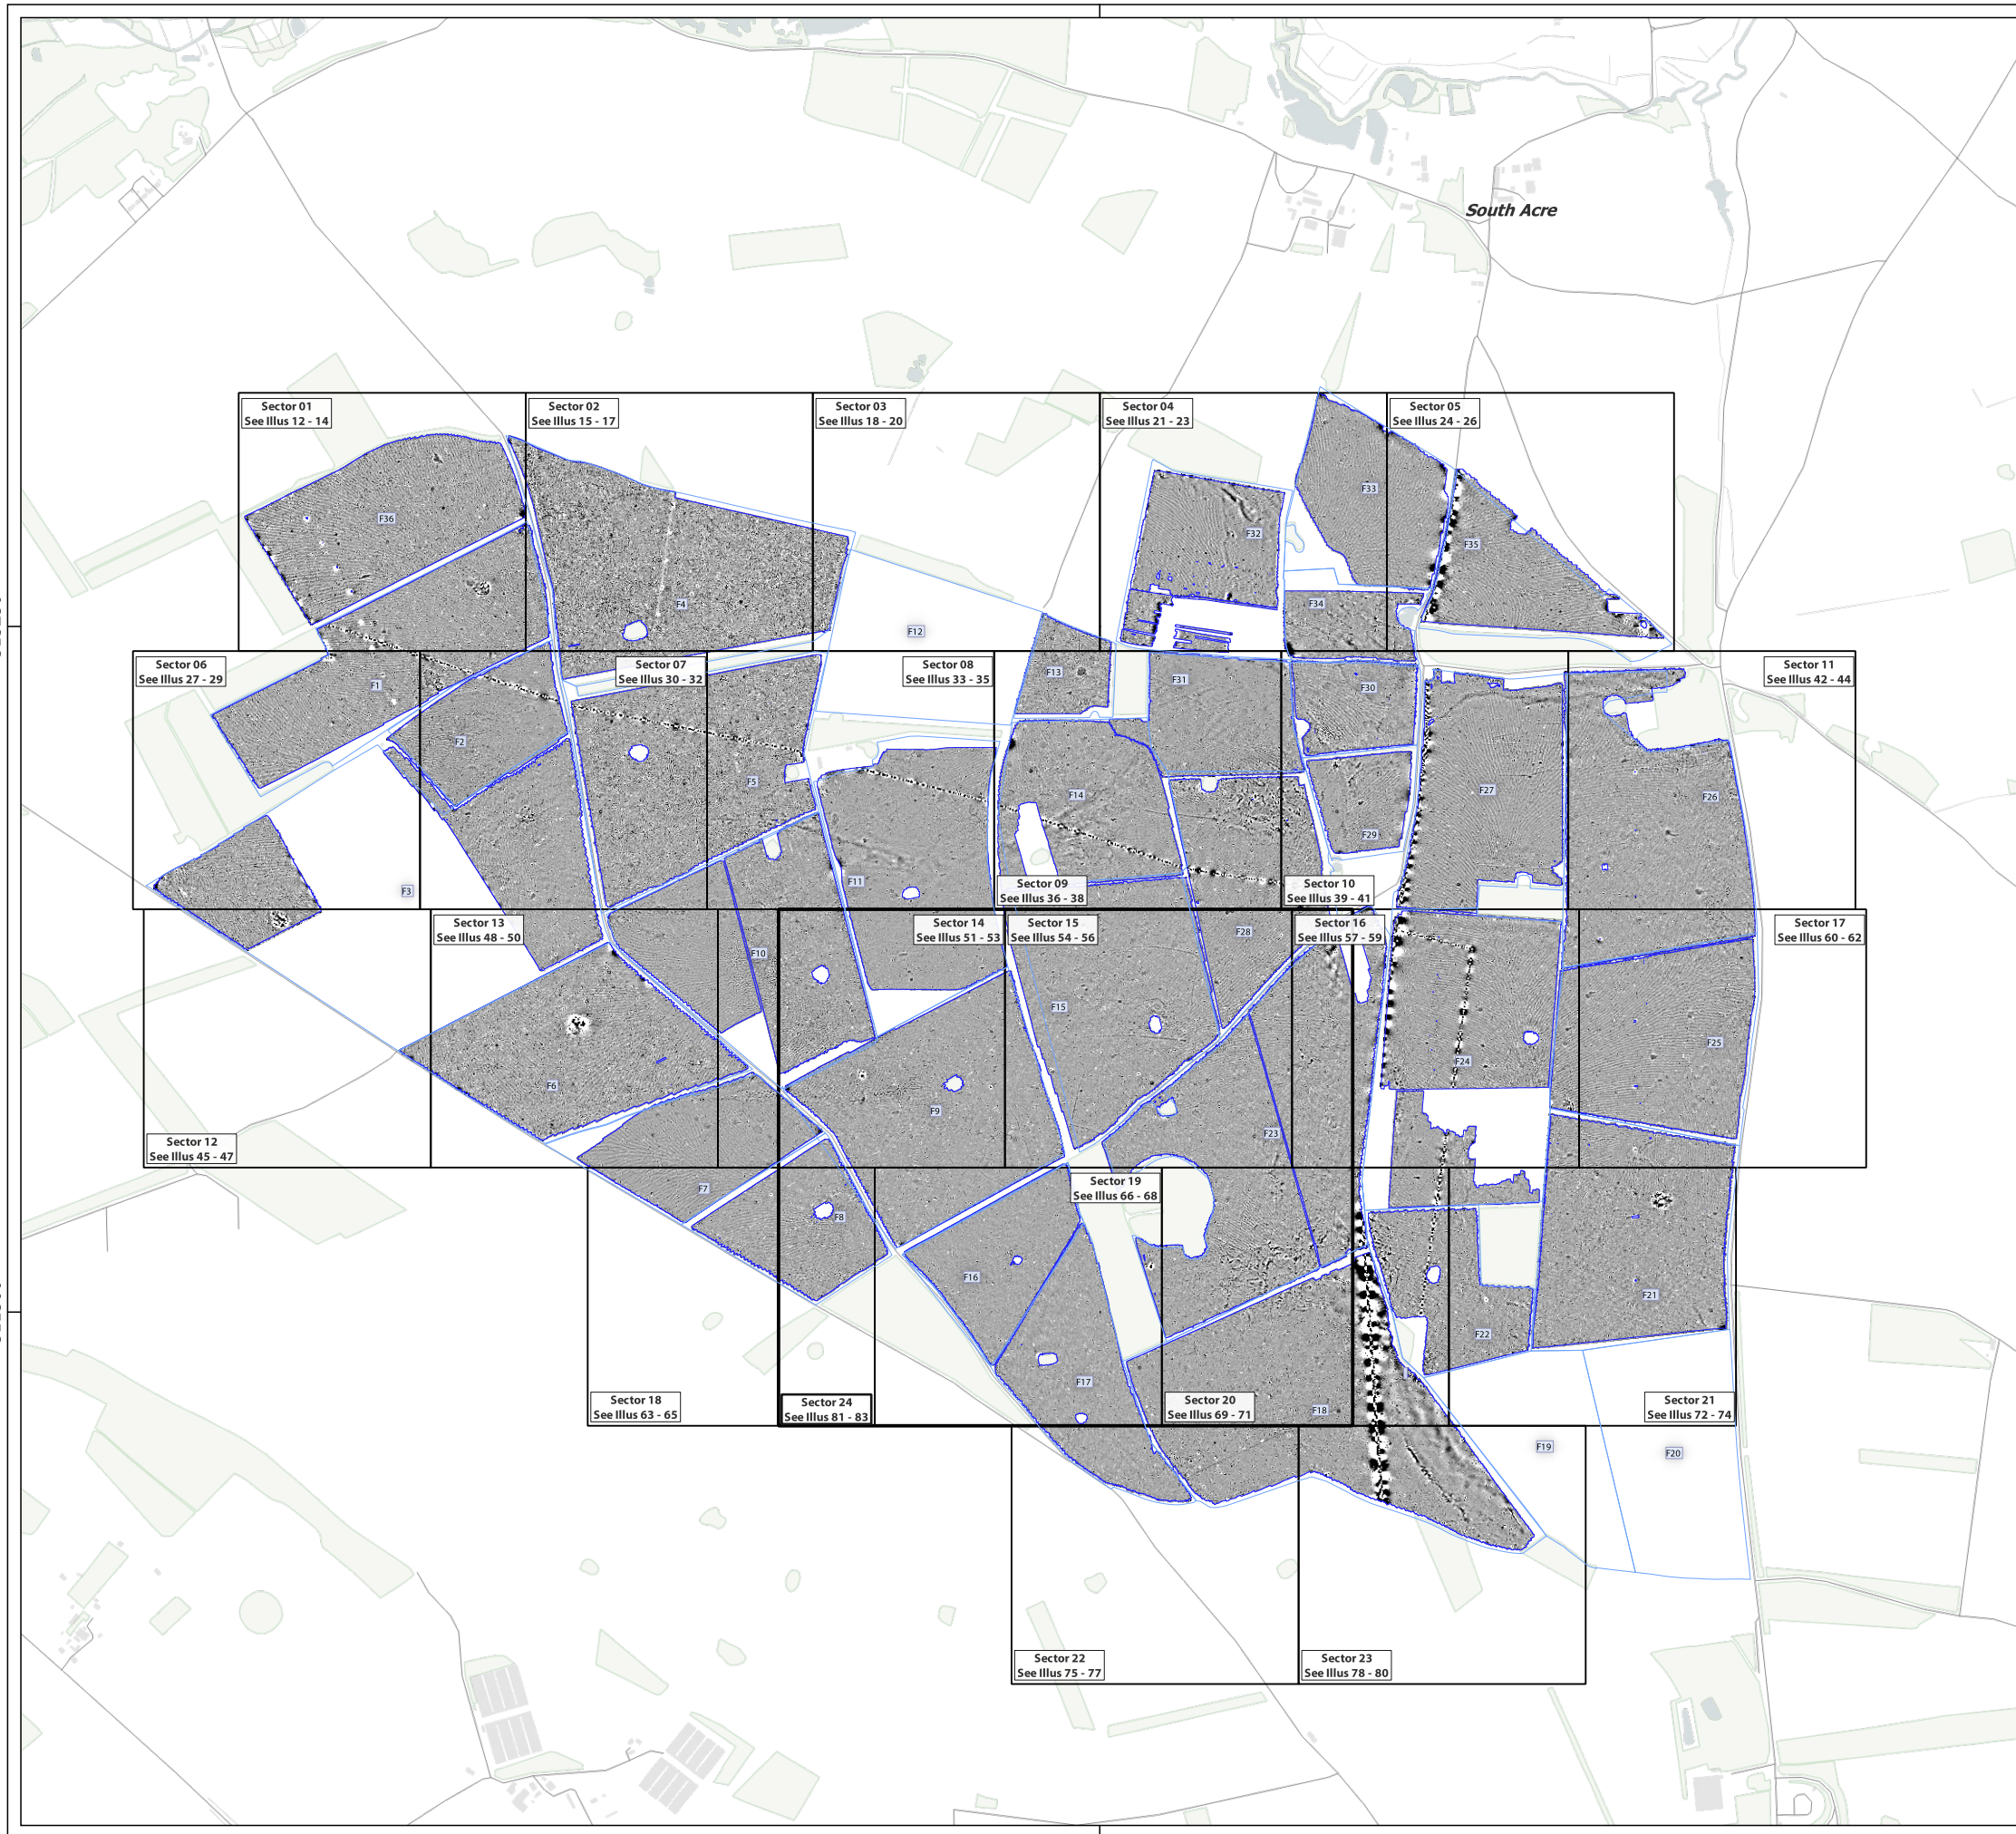 South Acre
Sector 01
See Illus 12 - 14
Sector 02
See Illus 15 - 17
Sector 03
See Illus 18 - 20
Sector 04
See Illus 21 - 23
Sector 05
See Illus 24 - 26
F33
F36
F32
F35
F4
F34
F12
Sector 06
See Illus 27 - 29
Sector 07
See Illus 30 - 32
Sector 08
See Illus 33 - 35
Sector 11
See Illus 42 - 44
F13
F31
F1
F30
F2
F5
F27
F14
F26
F29
F11
F3
Sector 09
See Illus 36 - 38
Sector 10
See Illus 39 - 41
Sector 13
See Illus 48 - 50
Sector 14
See Illus 51 - 53
Sector 15
See Illus 54 - 56
Sector 16
See Illus 57 - 59
Sector 17
See Illus 60 - 62
F28
F10
F15
F25
F24
F6
F9
F23
Sector 12
See Illus 45 - 47
Sector 19
See Illus 66 - 68
F7
F8
F16
F21
F22
F17
Sector 18
See Illus 63 - 65
Sector 24
See Illus 81 - 83
Sector 20
See Illus 69 - 71
F18
Sector 21
See Illus 72 - 74
F19
F20
Sector 22
See Illus 75 - 77
Sector 23
See Illus 78 - 80